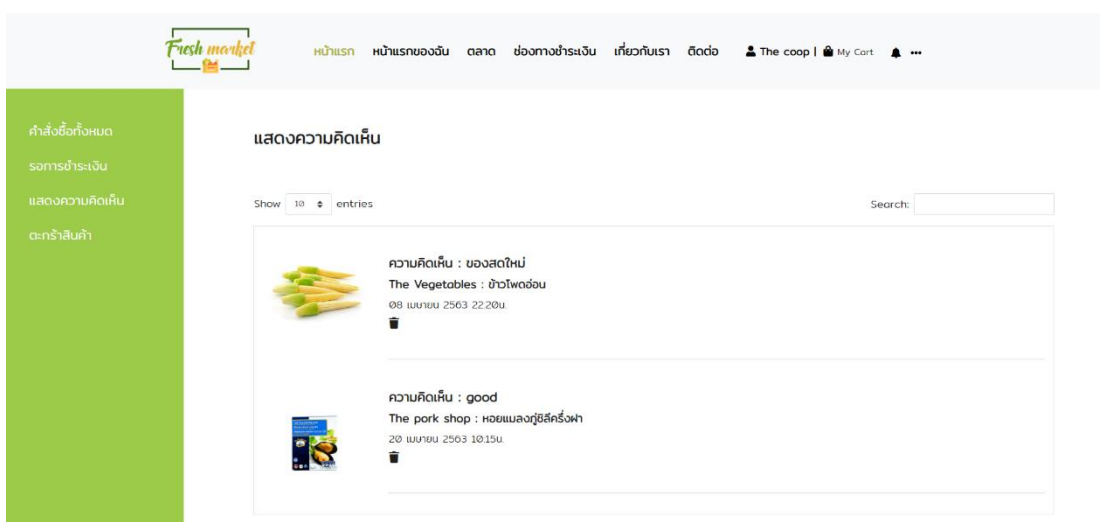 Fresh market
หน้าแรก หน้าแรกของฉัน ตลาด ช่องทางชำระเงิน เกี่ยวกับเรา ติดต่อ The coop | My Cart
คำสั่งซื้อทั้งหมด
รอการชำระเงิน
แสดงความคิดเห็น
ตะกร้าสินค้า
แสดงความคิดเห็น
Show 10 entries Search:
ความคิดเห็น : ของสดใหม่
The Vegetables : ข้าวโพดอ่อน
08 เมษายน 2563 22.20น.
ความคิดเห็น : good
The pork shop : หอยแมลงภู่ชิลีครึ่งฝา
20 เมษายน 2563 10.15น.